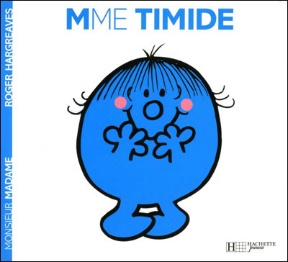 MME TIMIDE
ROGER HARGREAVES
MONSIEUR MADAME
H HACHETTE
Jeunesse